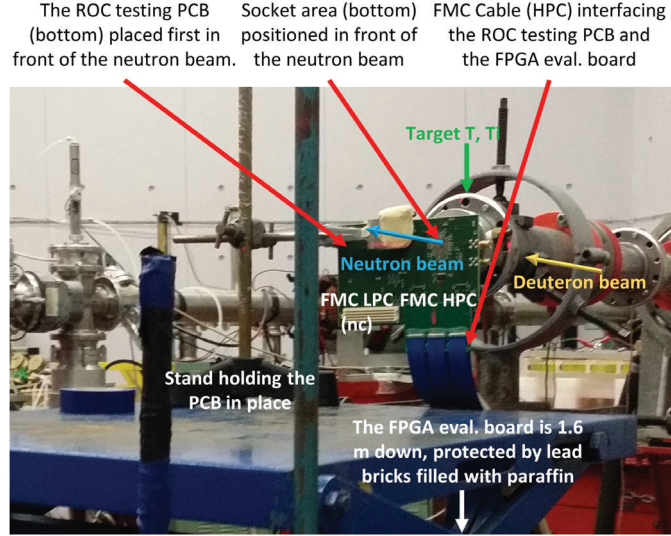 The ROC testing PCB
(bottom) placed first in
front of the neutron beam.
Socket area (bottom)
positioned in front of
the neutron beam
FMC Cable (HPC) interfacing
the ROC testing PCB and
the FPGA eval. board
Target T, Ti
Neutron beam
Deuteron beam
FMC LPC FMC HPC
(nc)
Stand holding the
PCB in place
The FPGA eval. board is 1.6
m down, protected by lead
bricks filled with paraffin